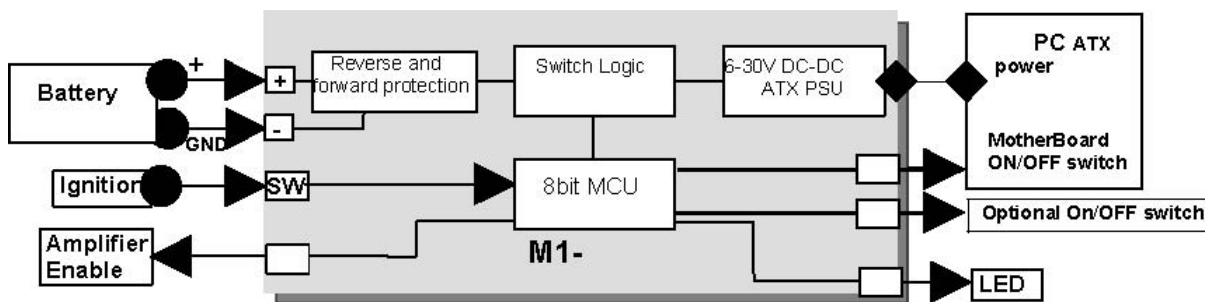 Battery
+
GND
+
-
Reverse and
forward protection
Switch Logic
6-30V DC-DC
ATX PSU
PC ATX
power
MotherBoard
ON/OFF switch
Ignition
SW
8bit MCU
Optional On/OFF switch
Amplifier
Enable
M1-
LED